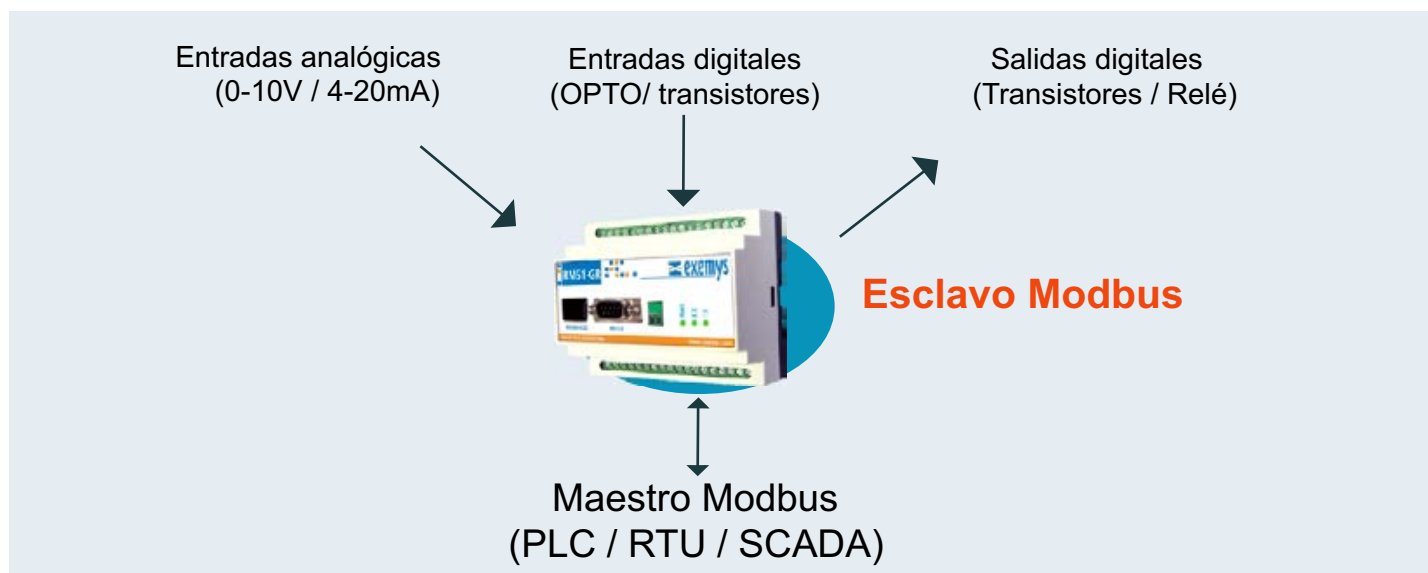 Entradas analógicas
(0-10V / 4-20mA)
Entradas digitales
(OPTO/ transistores)
Salidas digitales
(Transistores / Relé)
exemys
Esclavo Modbus
Maestro Modbus
(PLC / RTU / SCADA)